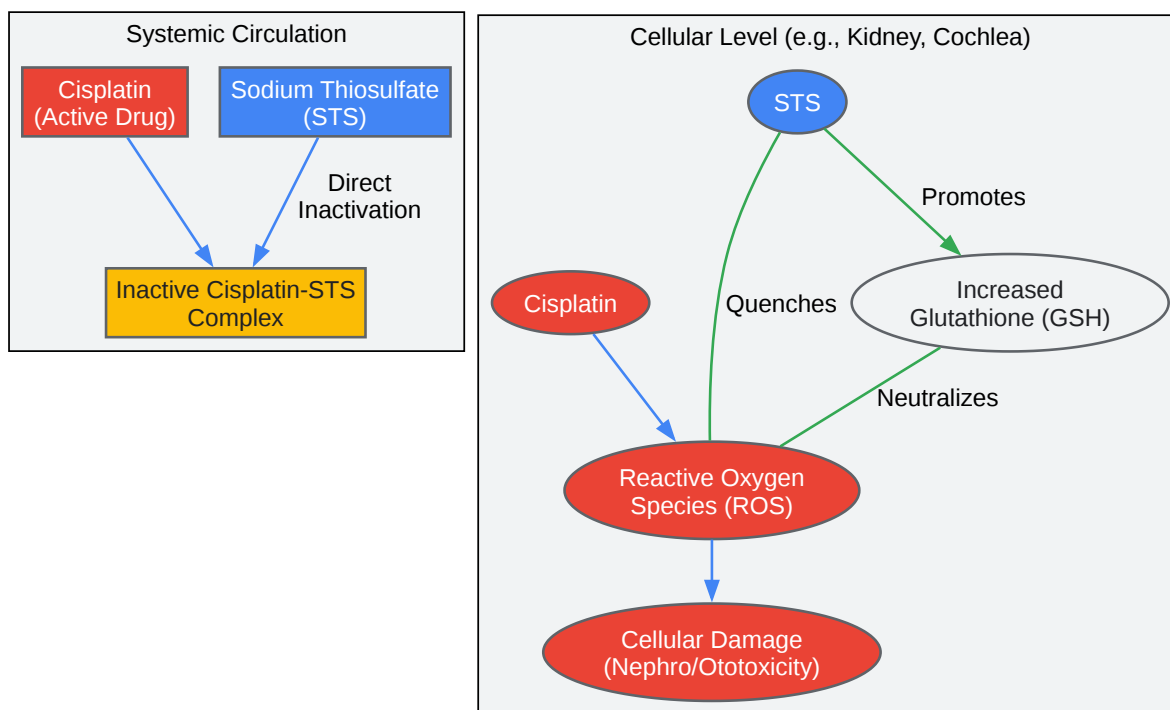 Systemic Circulation
Cisplatin
(Active Drug)
Sodium Thiosulfate
(STS)
Direct
Inactivation
Inactive Cisplatin-STS
Complex
Cellular Level (e.g., Kidney, Cochlea)
STS
Promotes
Cisplatin
Quenches
Increased
Glutathione (GSH)
Neutralizes
Reactive Oxygen
Species (ROS)
Cellular Damage
(Nephro/Ototoxicity)